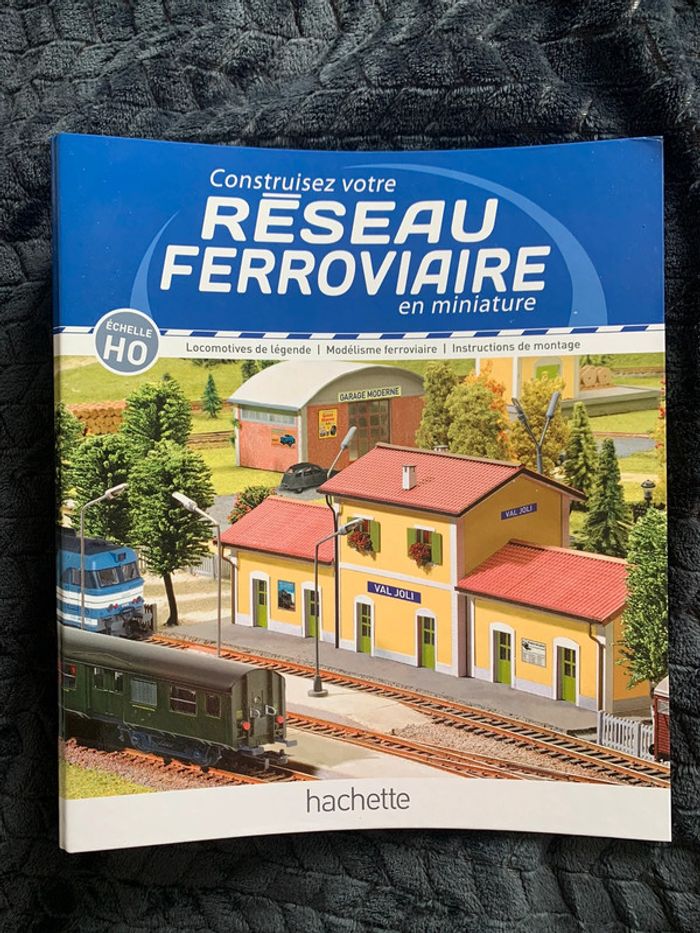 Construisez votre
RÉSEAU
FERROVIAIRE
en miniature
ÉCHELLE
HO
Locomotives de légende | Modélisme ferroviaire | Instructions de montage
GARAGE MODERNE
VAL JOLI
VAL JOLI
hachette